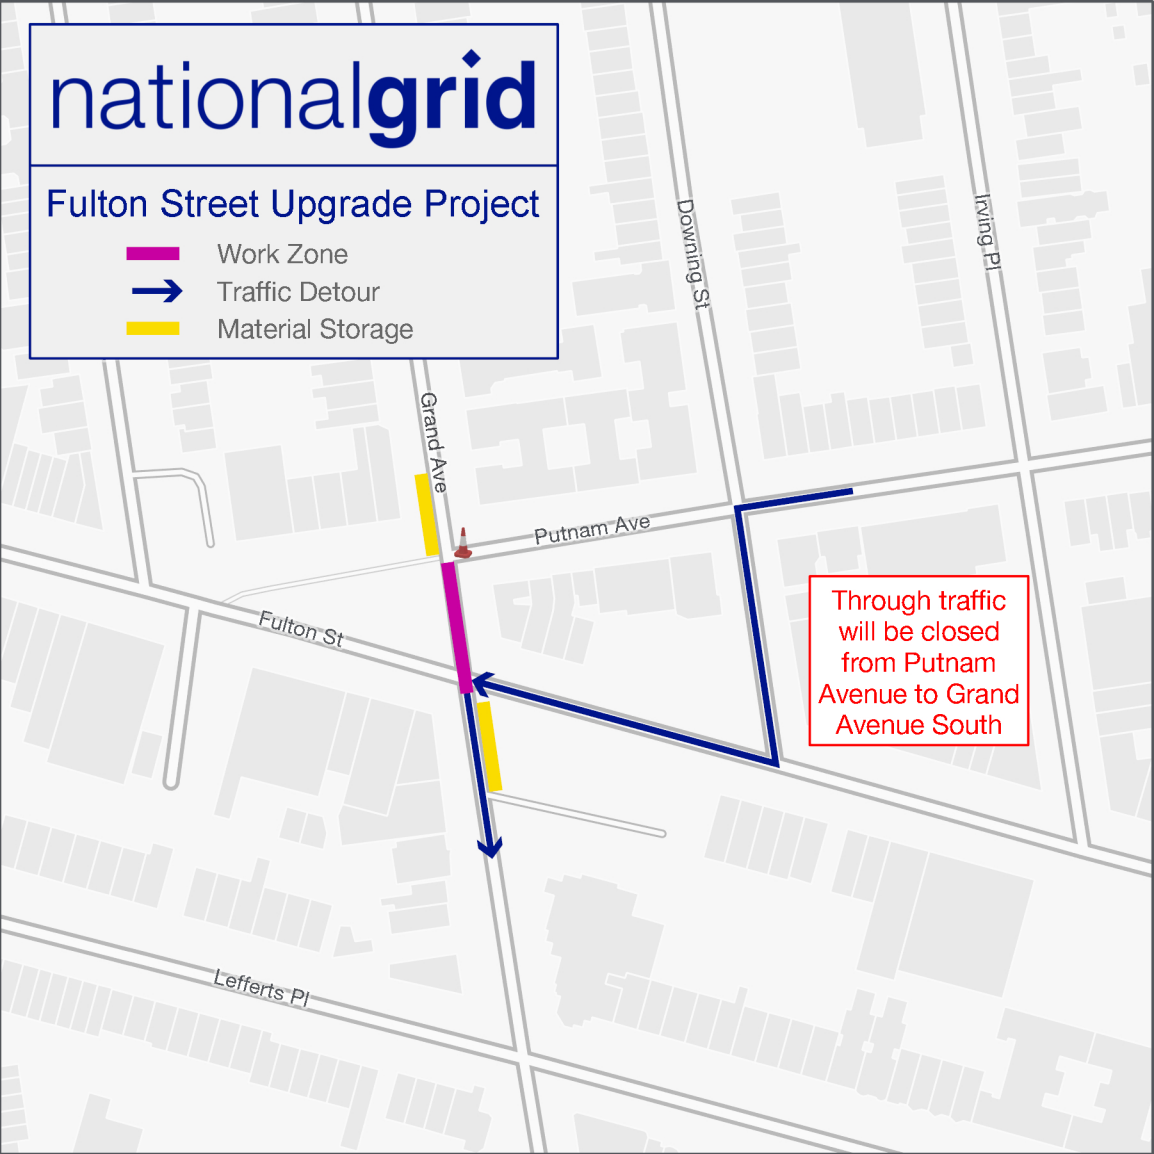 nationalgrid
Fulton Street Upgrade Project
Work Zone
Traffic Detour
Material Storage
Downing St
Irving Pl
Grand Ave
Putnam Ave
Fulton St
Through traffic
will be closed
from Putnam
Avenue to Grand
Avenue South
Lefferts Pl